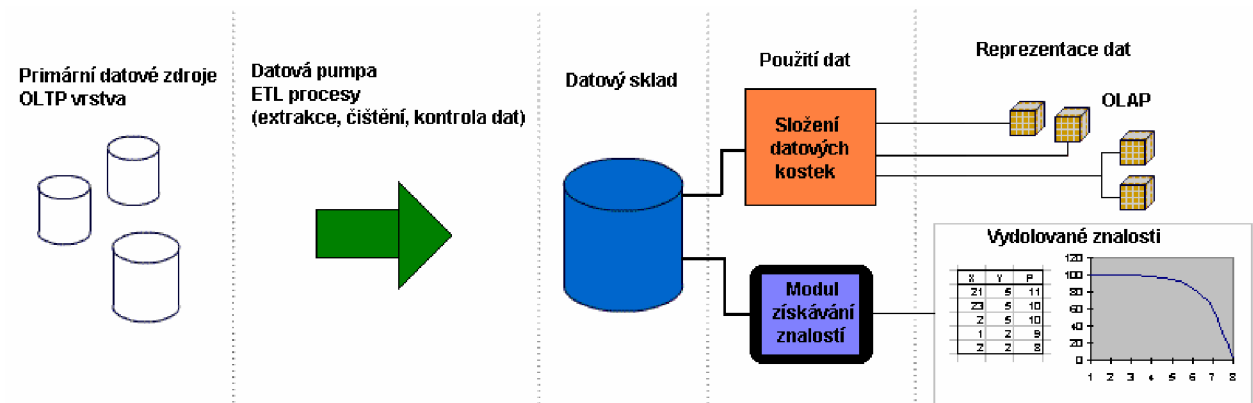 Primární datové zdroje
OLTP vrstva
Datová pumpa
ETL procesy
(extrakce, čištění, kontrola dat)
Datový sklad
Použití dat
Složení
datových
kostek
Modul
získávání
znalostí
Reprezentace dat
OLAP
Vydolované znalosti
X Y P
21 5 11
23 5 10
2 5 10
1 2 9
2 2 8
120
100
80
60
40
20
0
1 2 3 4 5 6 7 8